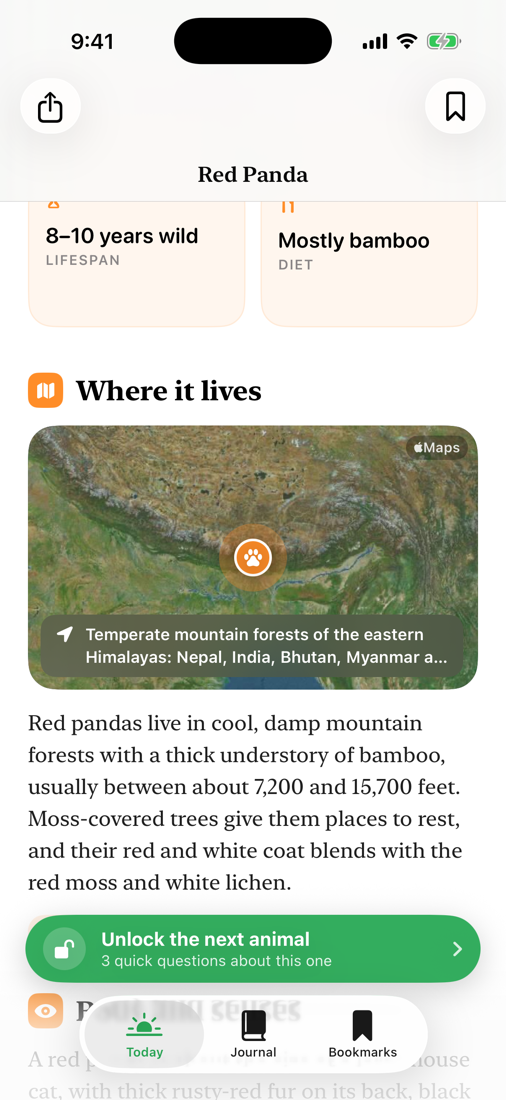 9:41
Red Panda
8–10 years wild
LIFESPAN
Mostly bamboo
DIET
Where it lives
Maps
Temperate mountain forests of the eastern
Himalayas: Nepal, India, Bhutan, Myanmar a...
Red pandas live in cool, damp mountain
forests with a thick understory of bamboo,
usually between about 7,200 and 15,700 feet.
Moss-covered trees give them places to rest,
and their red and white coat blends with the
red moss and white lichen.
Unlock the next animal
3 quick questions about this one
and senses
Today
Journal
Bookmarks
A red
house
cat, with thick rusty-red fur on its back, black